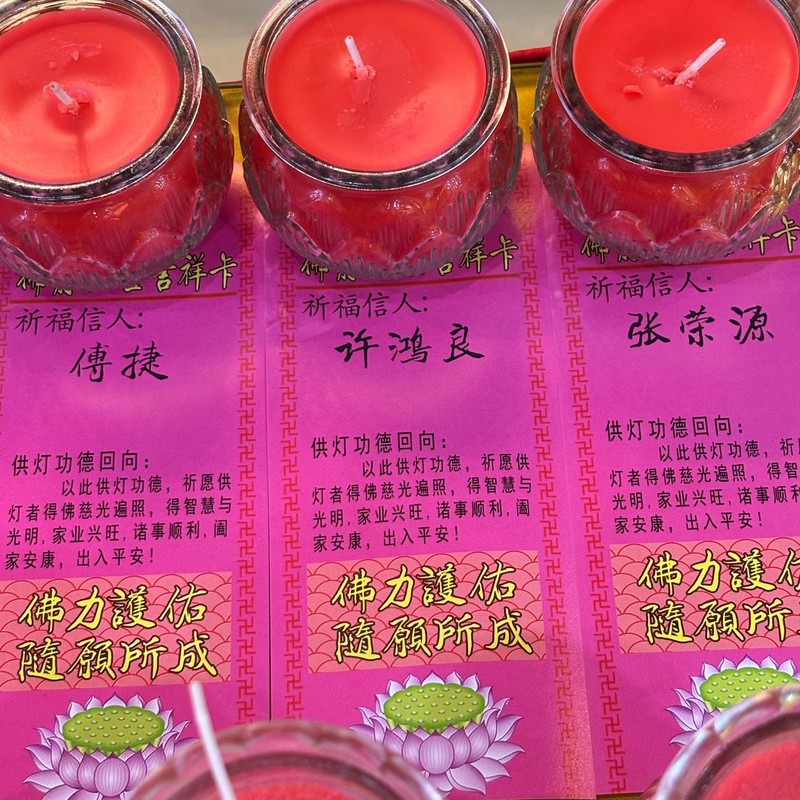 吉祥卡
祈福信人:
傅捷
供灯功德回向:
以此供灯功德，祈愿供
灯者得佛慈光遍照，得智慧与
光明,家业兴旺,诸事顺利,阖
家安康，出入平安!
佛力護佑
隨願所成
佛
吉祥卡
祈福信人:
许鸿良
供灯功德回向:
以此供灯功德，祈愿供
灯者得佛慈光遍照，得智慧与
光明,家业兴旺,诸事顺利,阖
家安康，出入平安!
佛力護佑
隨願所成
佛
祥卡
祈福信人:
张荣源
供灯功德回向:
以此供灯功德，祈
灯者得佛慈光遍照，得智
光明,家业兴旺,诸事顺利
家安康，出入平安!
佛力護佑
隨願所成